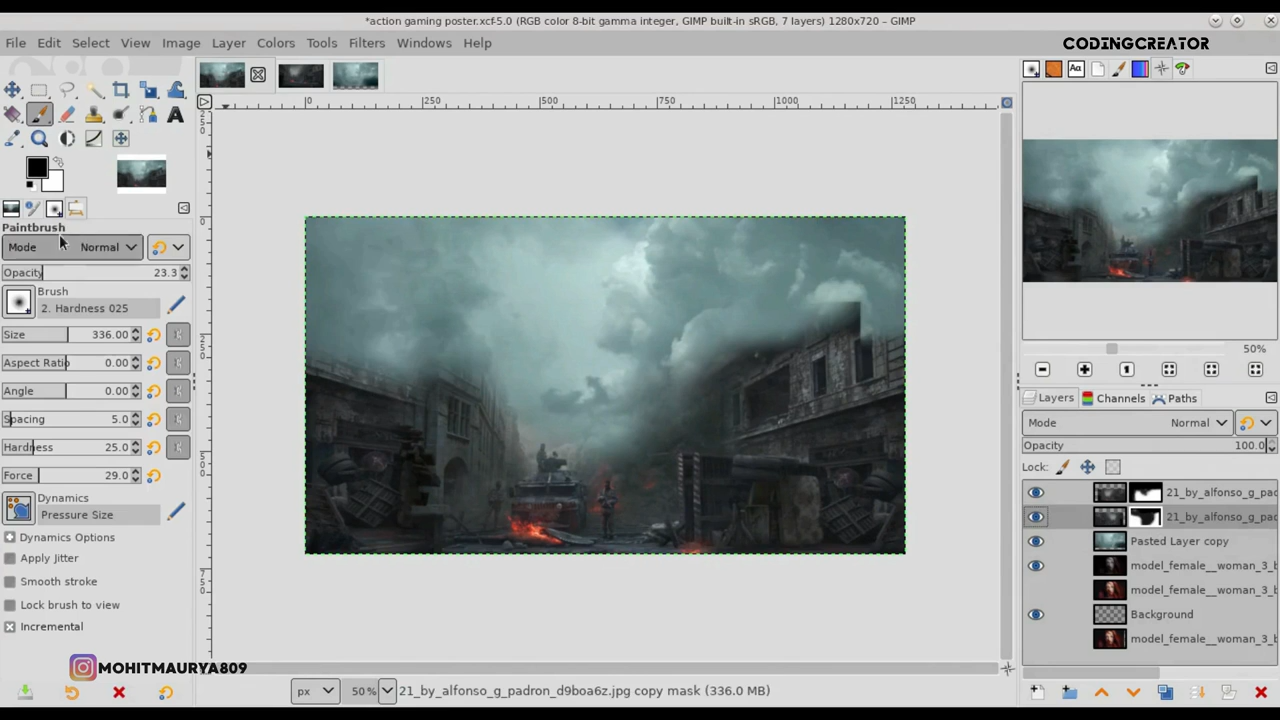 *action gaming poster.xcf-5.0 (RGB color 8-bit gamma integer, GIMP built-in sRGB, 7 layers) 1280x720 – GIMP
File Edit Select View Image Layer Colors Tools Filters Windows Help
CODINGCREATOR
Aa
0 250 500 750 1000 1250
Paintbrush
Mode Normal
Opacity 23.3
Brush
2. Hardness 025
Size 336.00
Aspect Ratio 0.00
Angle 0.00
Spacing 5.0
Hardness 25.0
Force 29.0
Dynamics
Pressure Size
Dynamics Options
Apply Jitter
Smooth stroke
Lock brush to view
Incremental
MOHITMAURYA809
px 50 % 21_by_alfonso_g_padron_d9boa6z.jpg copy mask (336.0 MB)
50%
Layers Channels Paths
Mode Normal
Opacity 100.0
Lock:
21_by_alfonso_g_pad
21_by_alfonso_g_pad
Pasted Layer copy
model_female__woman_3_b
model_female__woman_3_b
Background
model_female__woman_3_b